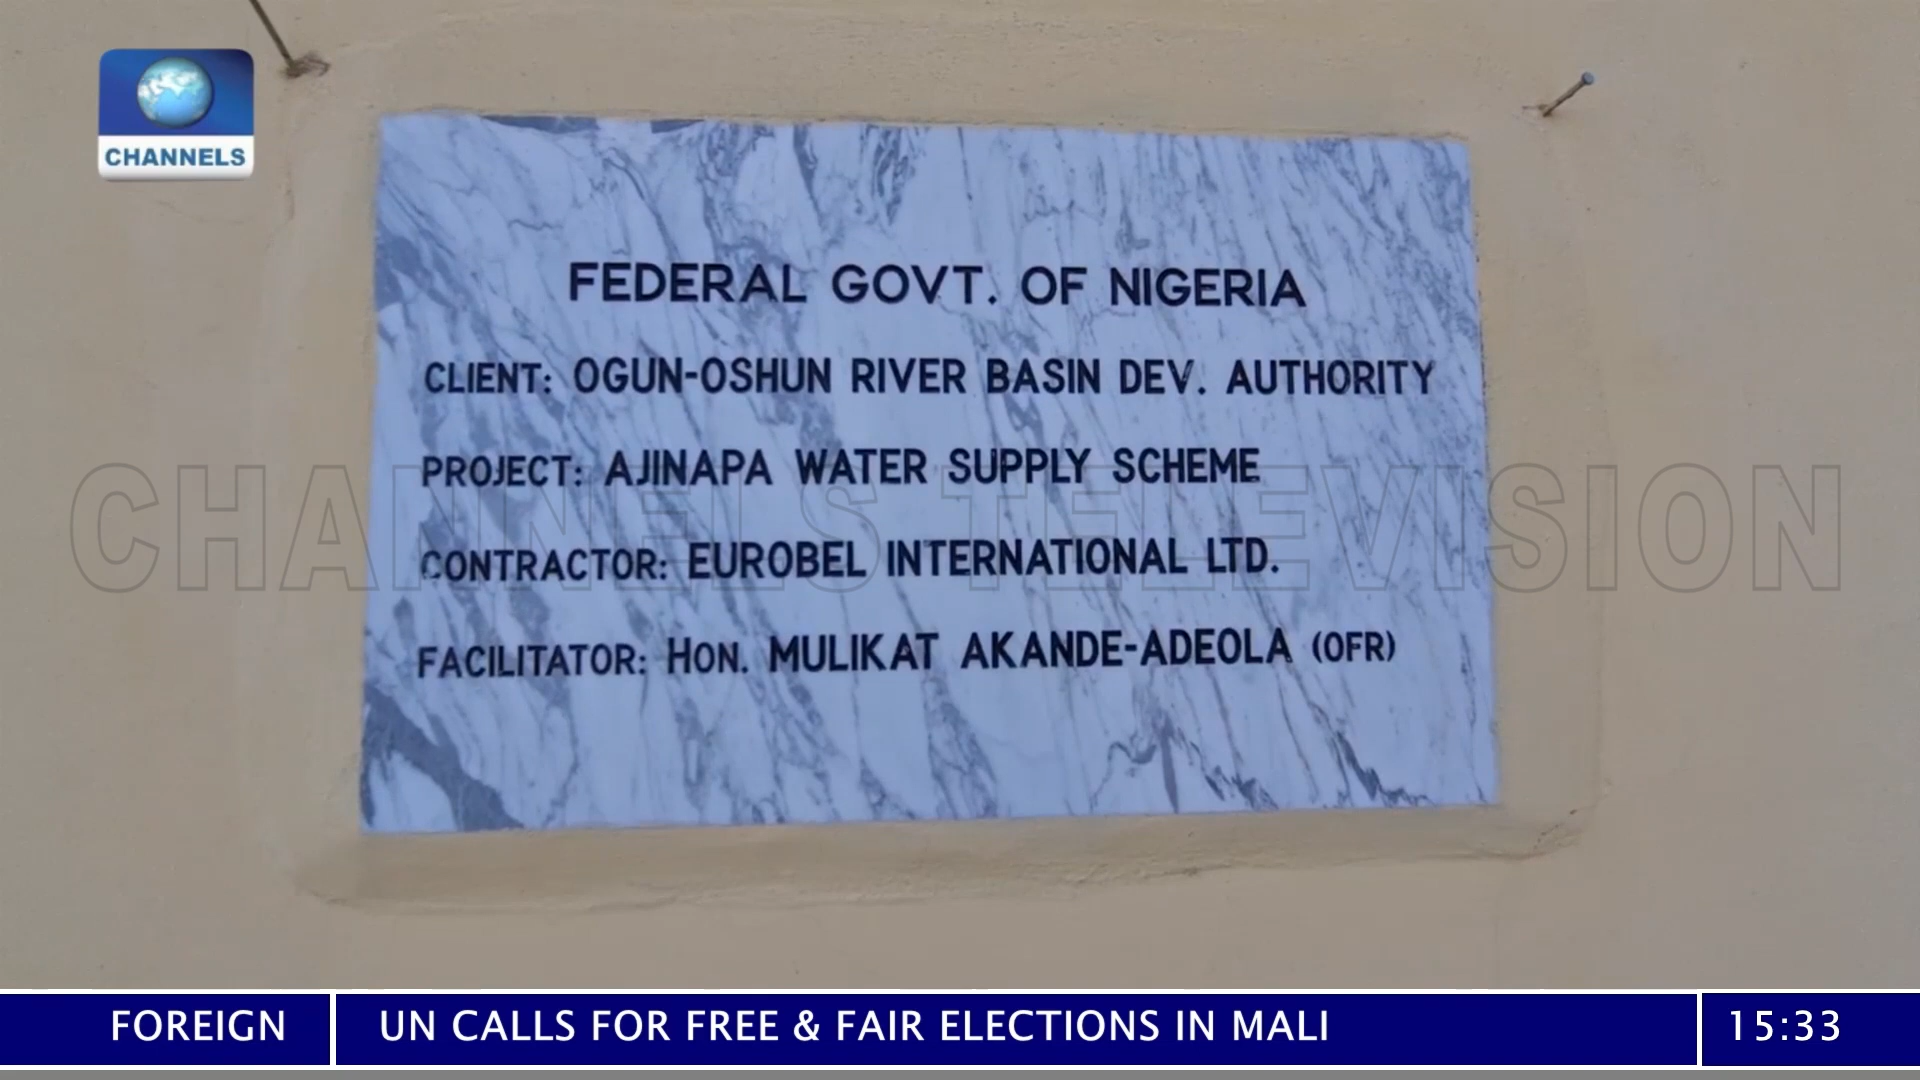 CHANNELS
FEDERAL GOVT. OF NIGERIA
CLIENT: OGUN-OSHUN RIVER BASIN DEV. AUTHORITY
PROJECT: AJINAPA WATER SUPPLY SCHEME
CHANNELS TELEVISION
CONTRACTOR: EUROBEL INTERNATIONAL LTD.
FACILITATOR: HON. MULIKAT AKANDE-ADEOLA (OFR)
FOREIGN
UN CALLS FOR FREE & FAIR ELECTIONS IN MALI
15:33